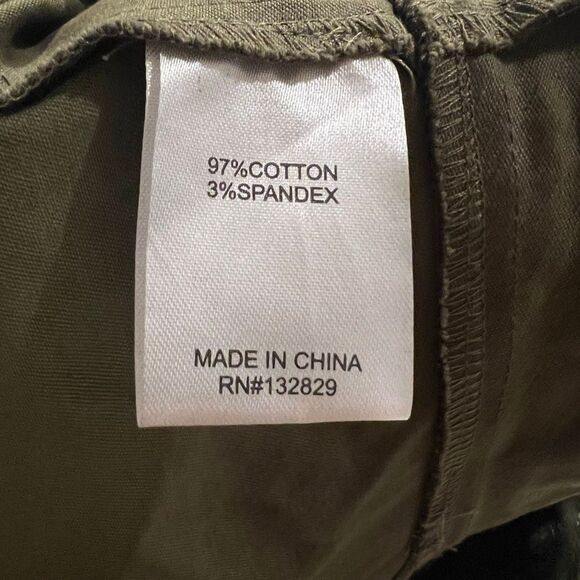 97%COTTON
3%SPANDEX
MADE IN CHINA
RN#132829